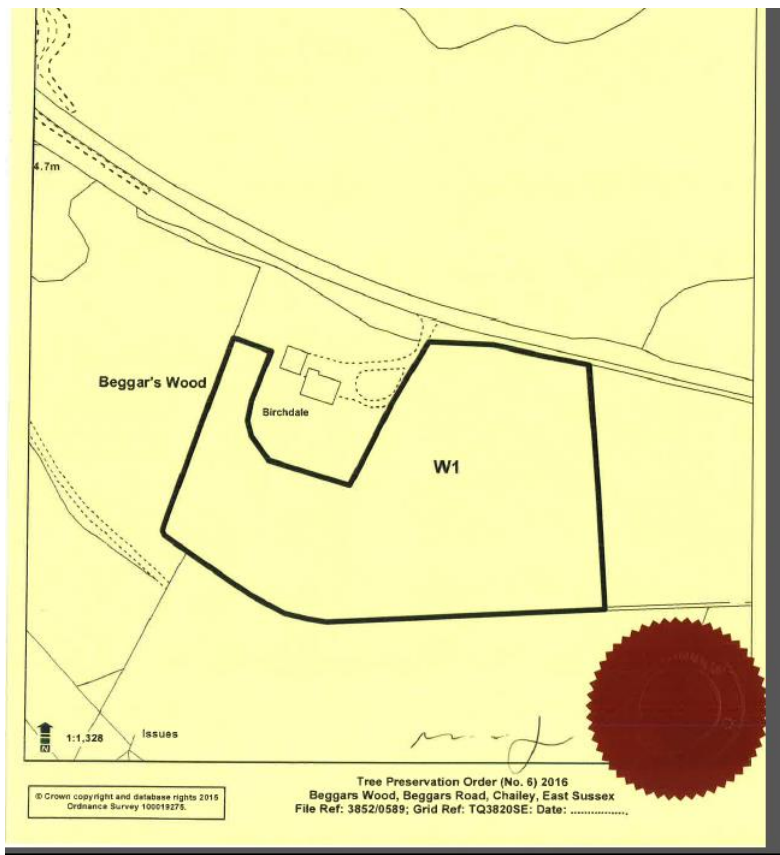 4.7m
Beggar's Wood
Birchdale
W1
N
1:1,328
Issues
© Crown copyright and database rights 2015
Ordnance Survey 100019275.
Tree Preservation Order (No. 6) 2016
Beggars Wood, Beggars Road, Chailey, East Sussex
File Ref: 3852/0589; Grid Ref: TQ3820SE: Date: ................